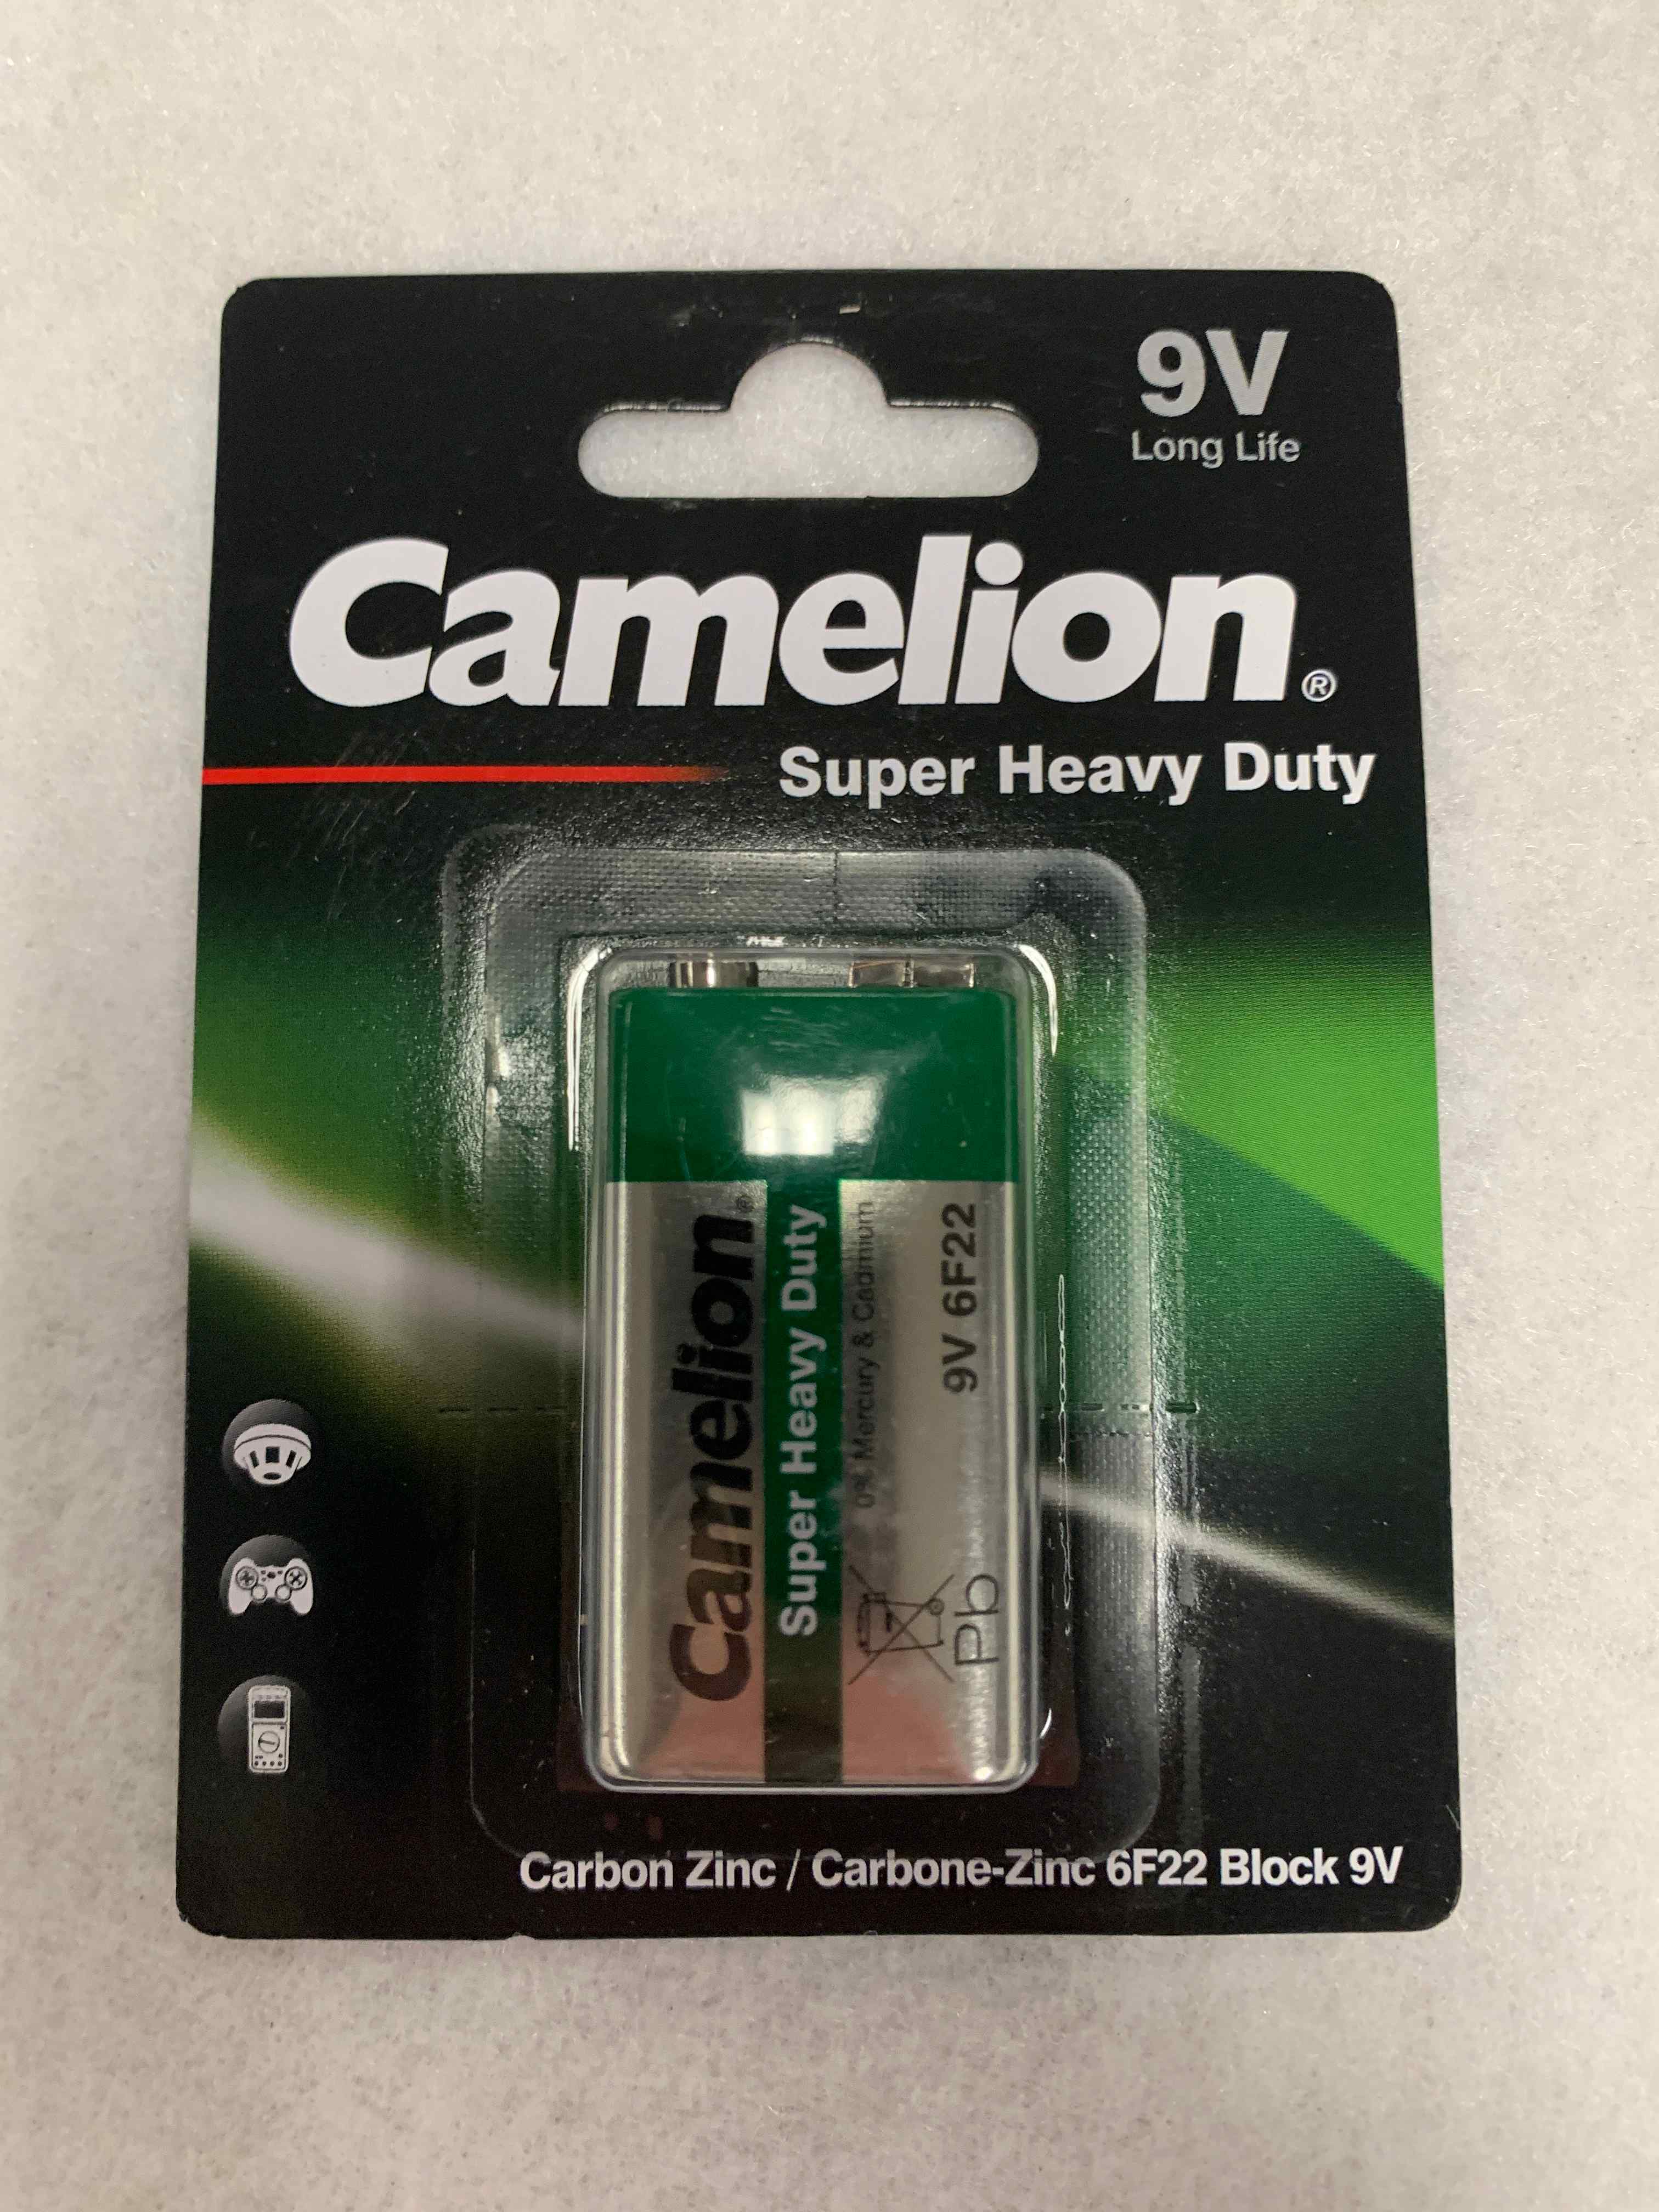 9V
Long Life
Camelion®
Super Heavy Duty
Camelion®
Super Heavy Duty
0% Mercury & Cadmium
9V 6F22
Pb
Carbon Zinc / Carbone-Zinc 6F22 Block 9V